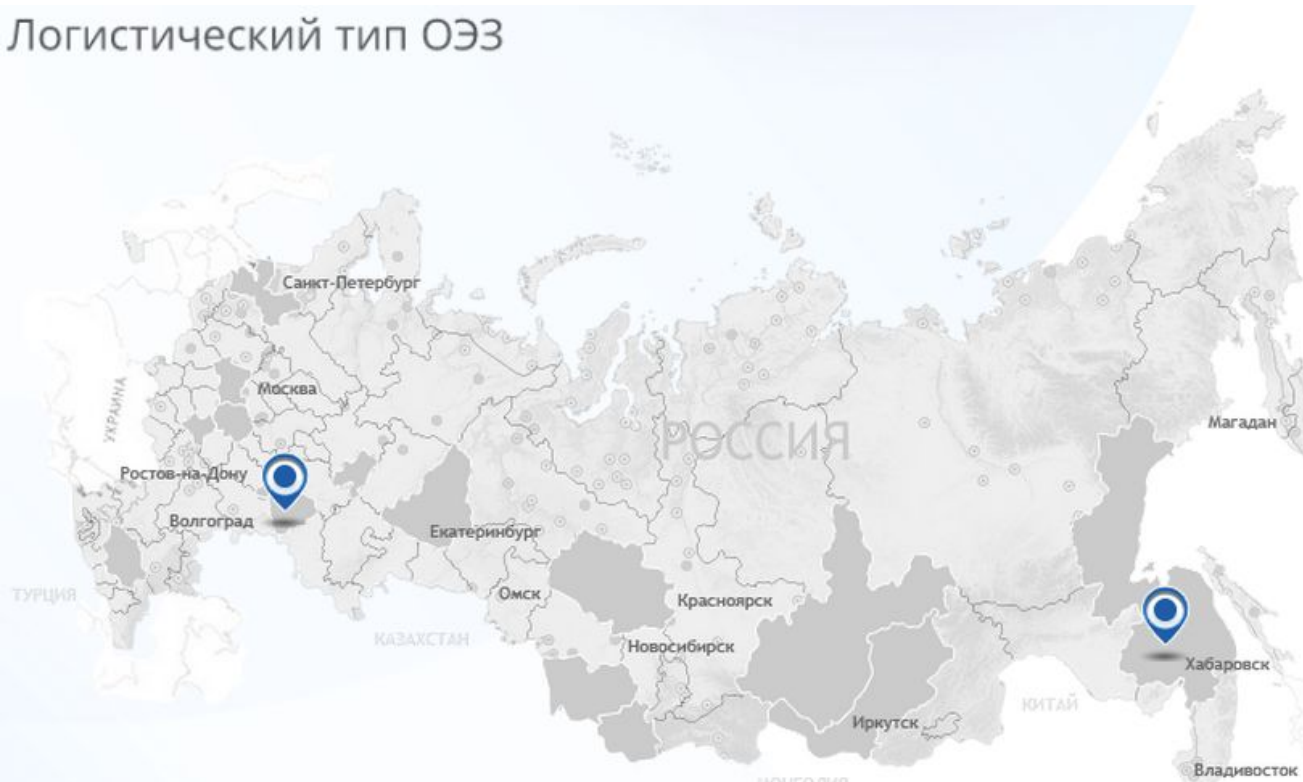 Логистический тип ОЭЗ
Санкт-Петербург
Москва
УКРАИНА
РОССИЯ
Магадан
Ростов-на-Дону
Волгоград
Екатеринбург
ТУРЦИЯ
Омск
Красноярск
КАЗАХСТАН
Новосибирск
Хабаровск
КИТАЙ
Иркутск
Владивосток